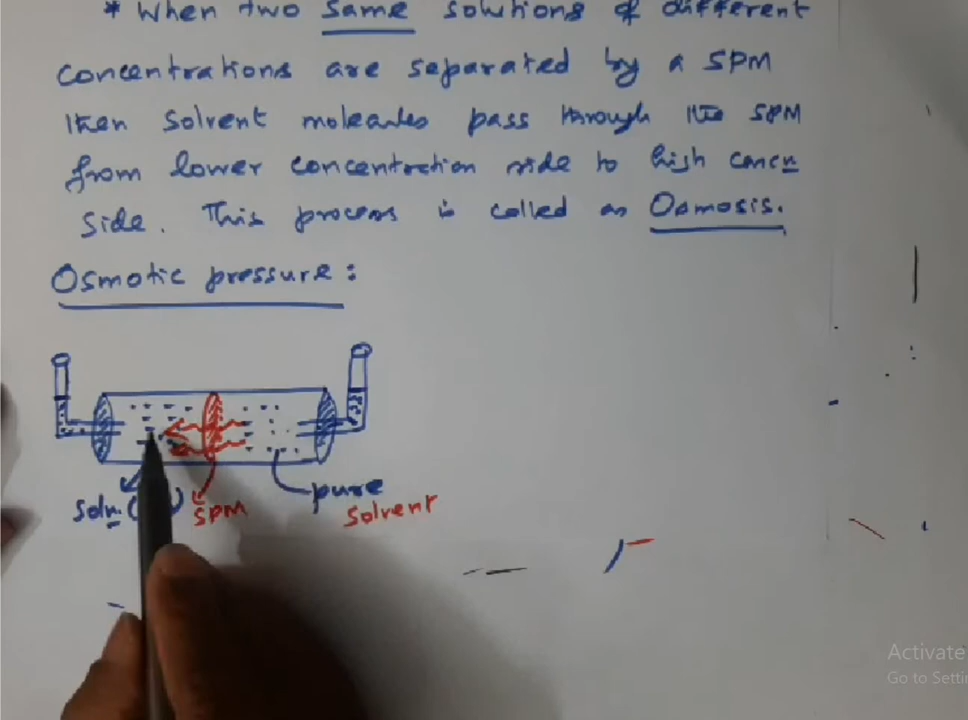 * When two same solutions of different
concentrations are separated by a SPM
then solvent molecules pass through the SPM
from lower concentration side to high concn
side. This process is called as Osmosis.
Osmotic pressure:
soln (
SPM
pure
solvent
Activate
Go to Settin